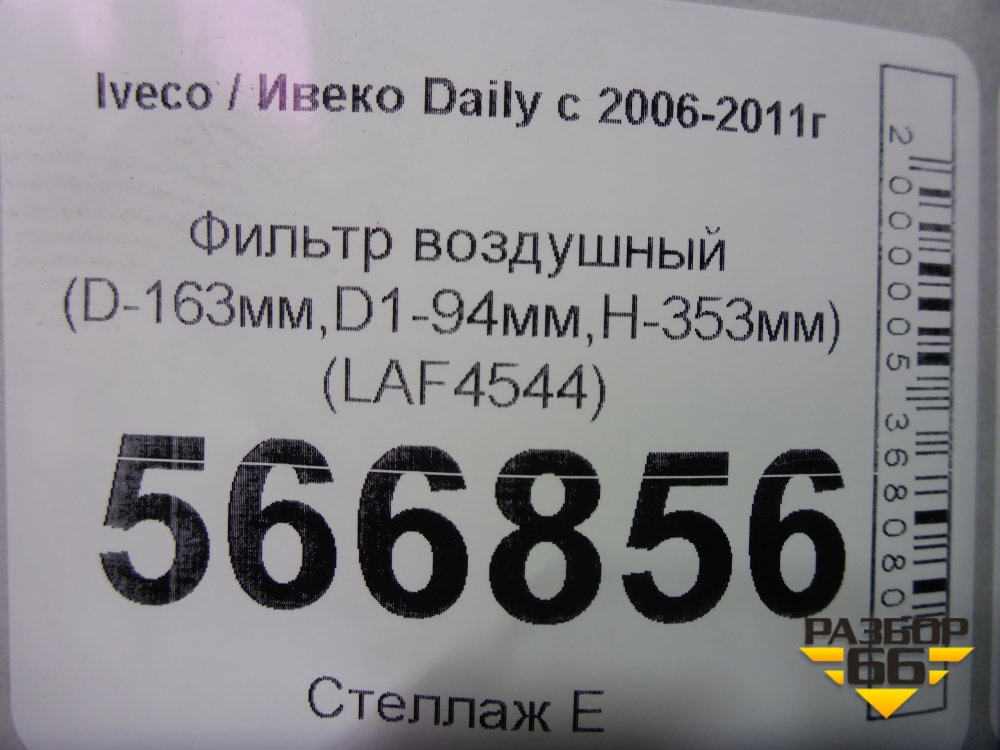 Iveco / Ивеко Daily с 2006-2011г
Фильтр воздушный
(D-163мм,D1-94мм,H-353мм)
(LAF4544)
566856
Стеллаж Е
2000005368080
РАЗБОР
66